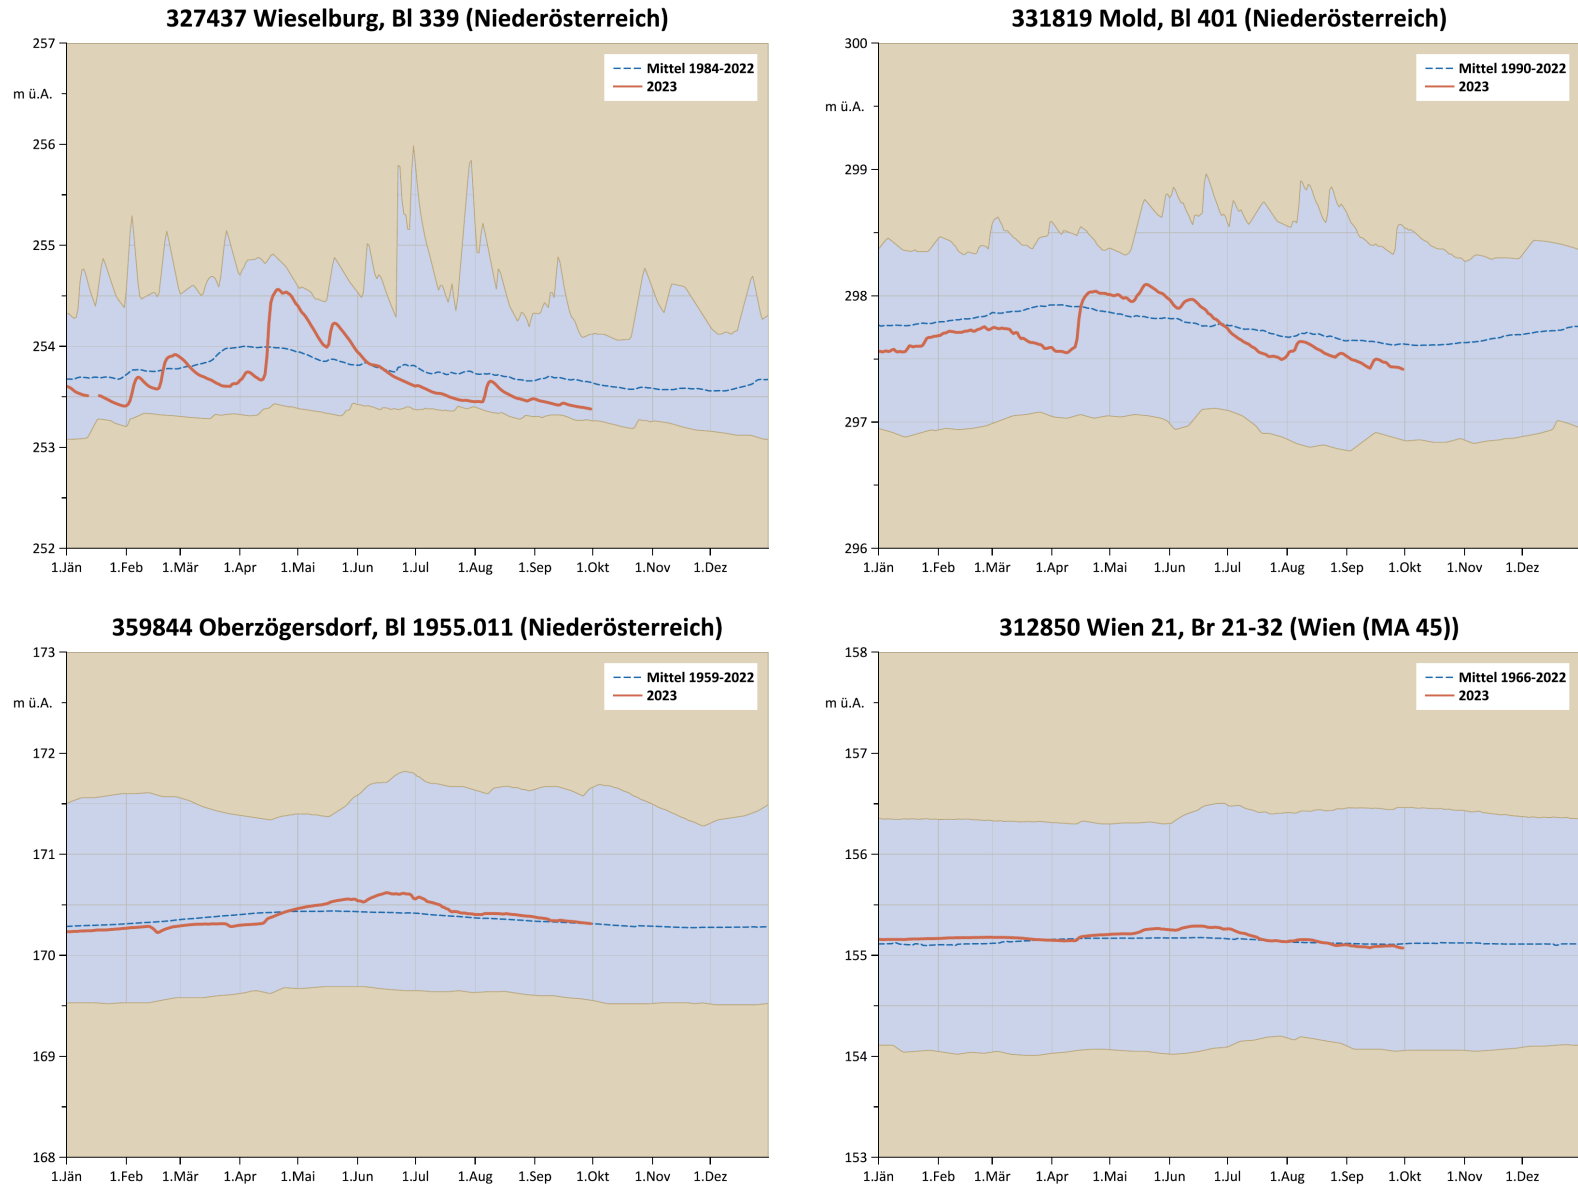 327437 Wieselburg, Bl 339 (Niederösterreich)
257
m ü.A.
256
255
254
253
252
Mittel 1984-2022
2023
1.Jän 1.Feb 1.Mär 1.Apr 1.Mai 1.Jun 1.Jul 1.Aug 1.Sep 1.Okt 1.Nov 1.Dez
331819 Mold, Bl 401 (Niederösterreich)
300
m ü.A.
299
298
297
296
Mittel 1990-2022
2023
1.Jän 1.Feb 1.Mär 1.Apr 1.Mai 1.Jun 1.Jul 1.Aug 1.Sep 1.Okt 1.Nov 1.Dez
359844 Oberzögersdorf, Bl 1955.011 (Niederösterreich)
173
m ü.A.
172
171
170
169
168
Mittel 1959-2022
2023
1.Jän 1.Feb 1.Mär 1.Apr 1.Mai 1.Jun 1.Jul 1.Aug 1.Sep 1.Okt 1.Nov 1.Dez
312850 Wien 21, Br 21-32 (Wien (MA 45))
158
m ü.A.
157
156
155
154
153
Mittel 1966-2022
2023
1.Jän 1.Feb 1.Mär 1.Apr 1.Mai 1.Jun 1.Jul 1.Aug 1.Sep 1.Okt 1.Nov 1.Dez